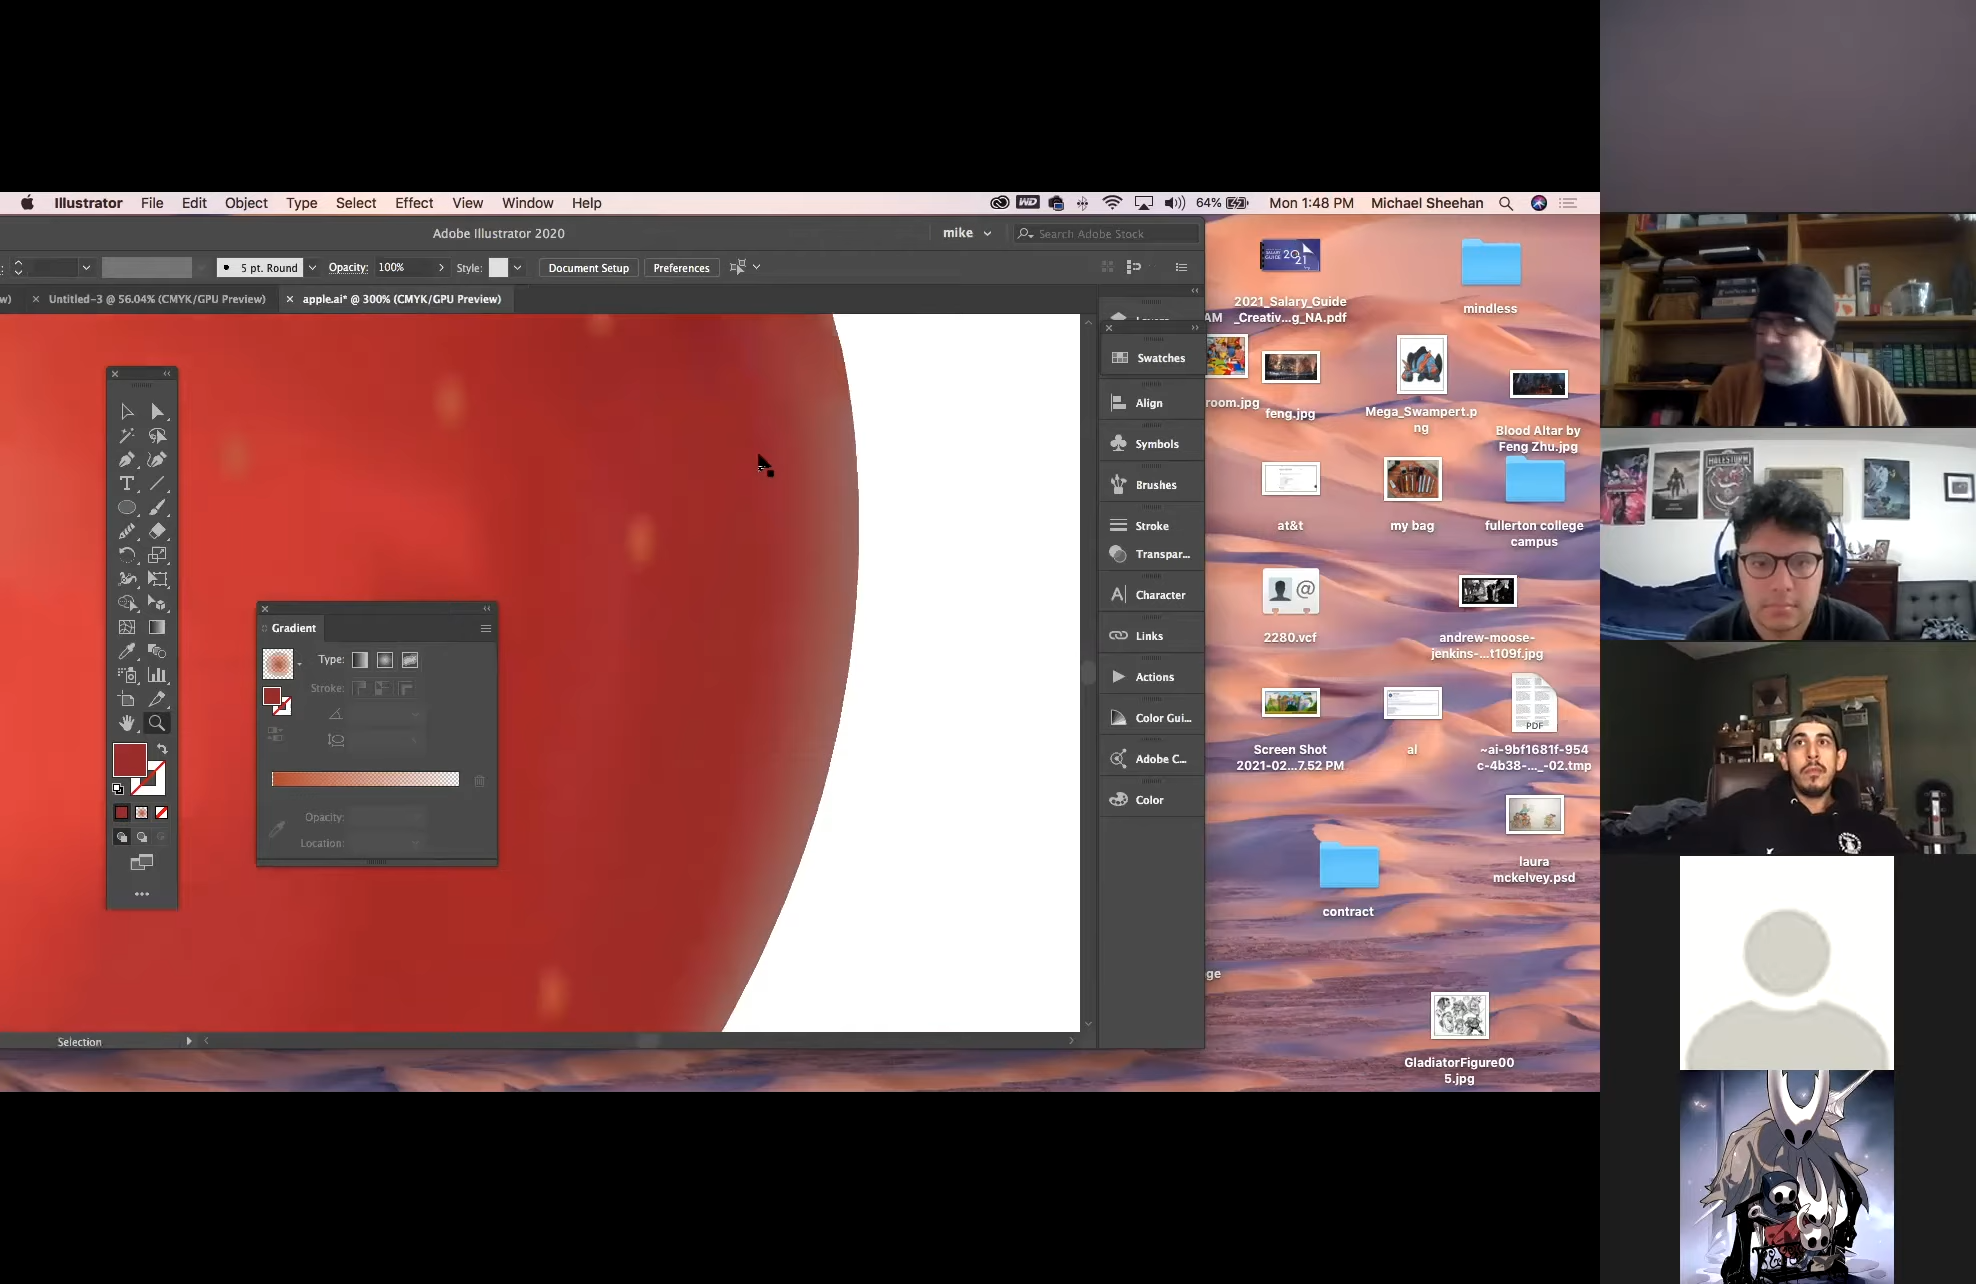 Illustrator File Edit Object Type Select Effect View Window Help 64% Mon 1:48 PM Michael Sheehan
Adobe Illustrator 2020 mike Search Adobe Stock
5 pt. Round Opacity: 100% Style: Document Setup Preferences
w) × Untitled-3 @ 56.04% (CMYK/GPU Preview) × apple.ai* @ 300% (CMYK/GPU Preview)
Layers
Swatches
Align
Symbols
Brushes
Stroke
Transpar...
Character
Links
Actions
Color Gui...
Adobe C...
Color
Gradient
Type:
Stroke:
Opacity:
Location:
Selection
2021_Salary_Guide
AM _Creativ...g_NA.pdf
mindless
room.jpg
feng.jpg
Mega_Swampert.p
ng
Blood Altar by
Feng Zhu.jpg
at&t
my bag
fullerton college
campus
2280.vcf
andrew-moose-
jenkins-...t109f.jpg
Screen Shot
2021-02...7.52 PM
PDF
~ai-9bf1681f-954
c-4b38-..._-02.tmp
laura
mckelvey.psd
contract
ge
GladiatorFigure00
5.jpg
HALESTORM